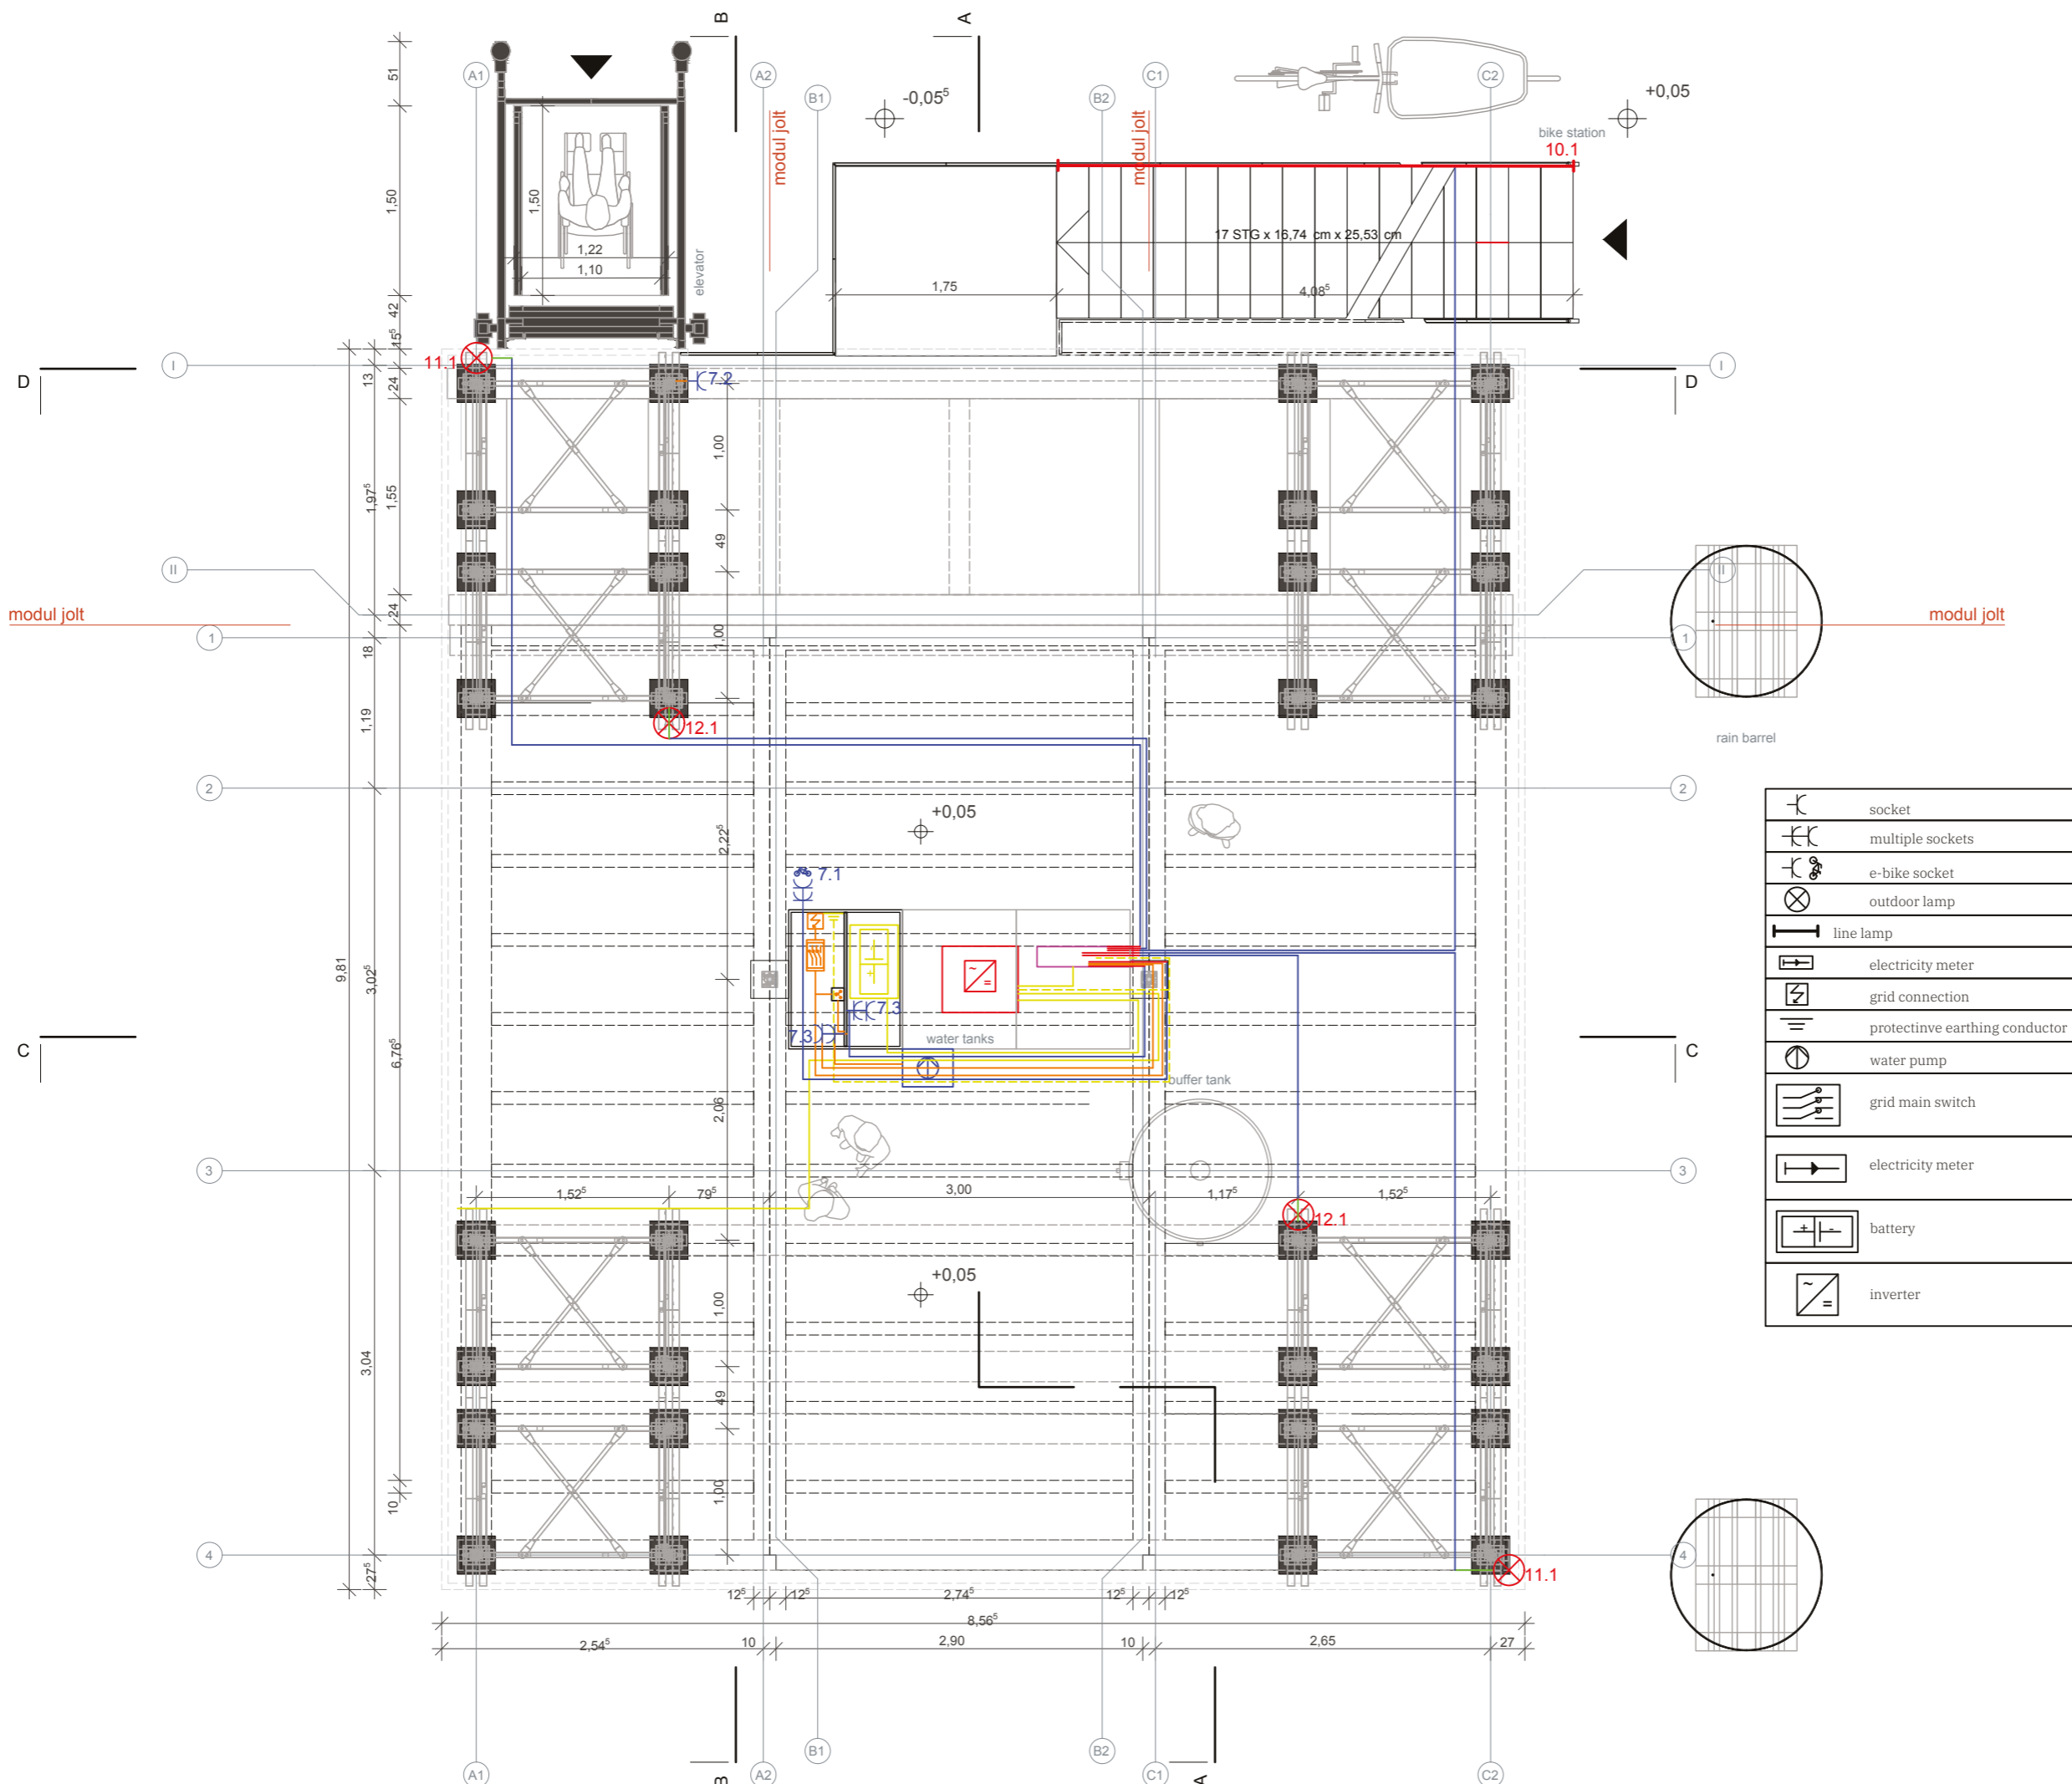 B
A
A1
A2
C1
C2
B1
B2
-0,05⁵
+0,05
51
modul jolt
modul jolt
bike station
10.1
1,50
1,50
17 STG x 16,74 cm x 25,53 cm
1,22
1,10
elevator
1,75
4,08⁵
42
15⁵
11.1
I
I
D
D
13
24
7.2
1,00
1,97⁵
1,55
49
II
II
24
modul jolt
modul jolt
1
1
1,00
18
1,19
12.1
rain barrel
2
2
+0,05
2,22⁵
socket
multiple sockets
7.1
e-bike socket
outdoor lamp
line lamp
electricity meter
9,81
3,02⁵
grid connection
7.3
7.3
water tanks
protectinve earthing conductor
C
C
6,76⁵
water pump
buffer tank
2,06
grid main switch
3
3
electricity meter
1,52⁵
79⁵
3,00
1,17⁵
1,52⁵
12.1
battery
+0,05
1,00
inverter
3,04
49
1,00
10
4
4
27⁵
11.1
12⁵
12⁵
2,74⁵
12⁵
12⁵
8,56⁵
2,54⁵
10
2,90
10
2,65
27
B1
B2
A1
B
A2
C1
A
C2